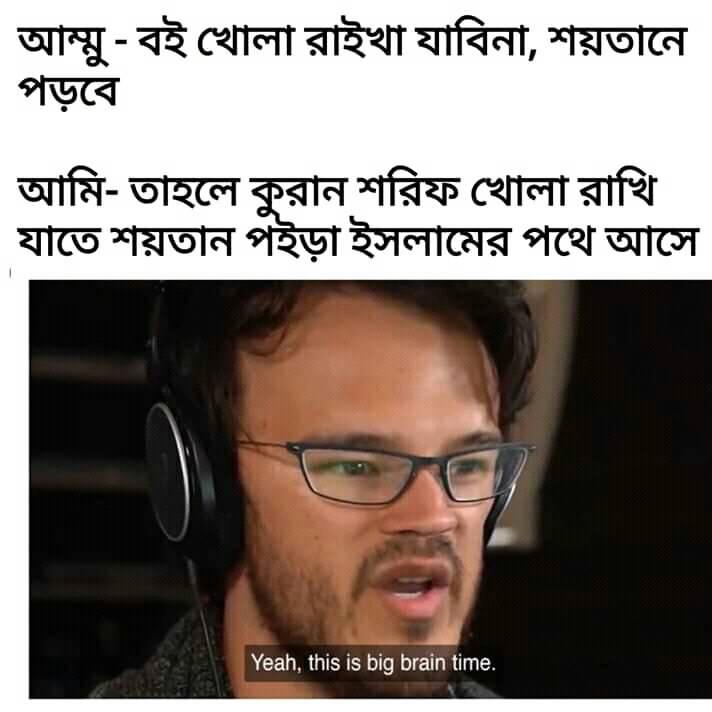 আম্মু - বই খোলা রাইখা যাবিনা, শয়তানে
পড়বে
আমি- তাহলে কুরান শরিফ খোলা রাখি
যাতে শয়তান পইড়া ইসলামের পথে আসে
Yeah, this is big brain time.